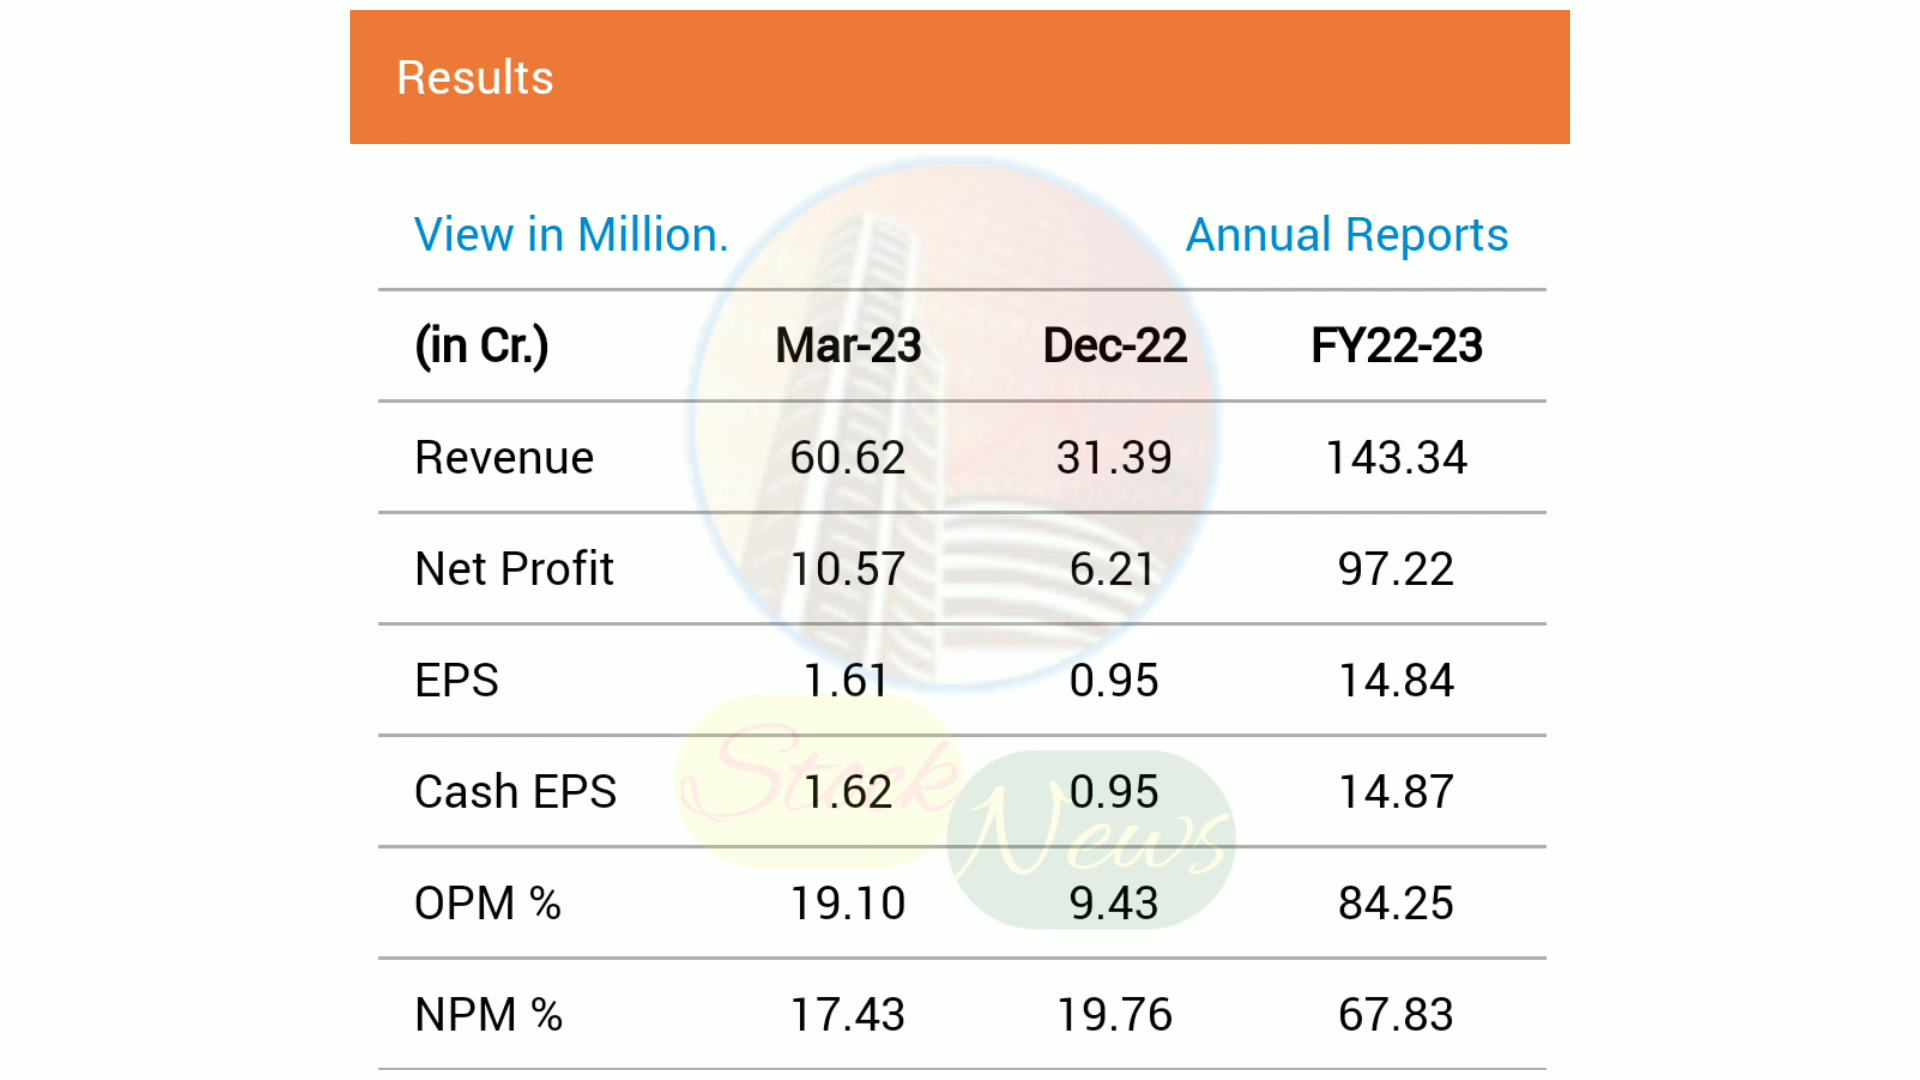 Results
View in Million. Annual Reports
(in Cr.) Mar-23 Dec-22 FY22-23
Revenue 60.62 31.39 143.34
Net Profit 10.57 6.21 97.22
EPS 1.61 0.95 14.84
Cash EPS 1.62 0.95 14.87
Stock
News
OPM % 19.10 9.43 84.25
NPM % 17.43 19.76 67.83